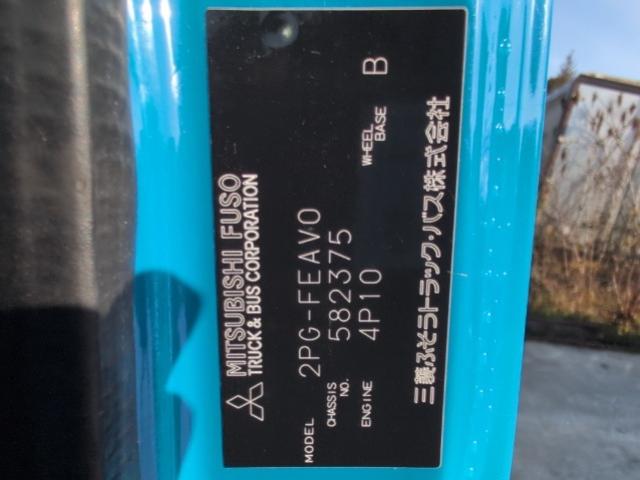 MITSUBISHI FUSO
TRUCK & BUS CORPORATION
MODEL 2PG-FEAV0
CHASSIS NO. 582375
ENGINE 4P10 WHEEL BASE B
三菱ふそうトラック・バス株式会社